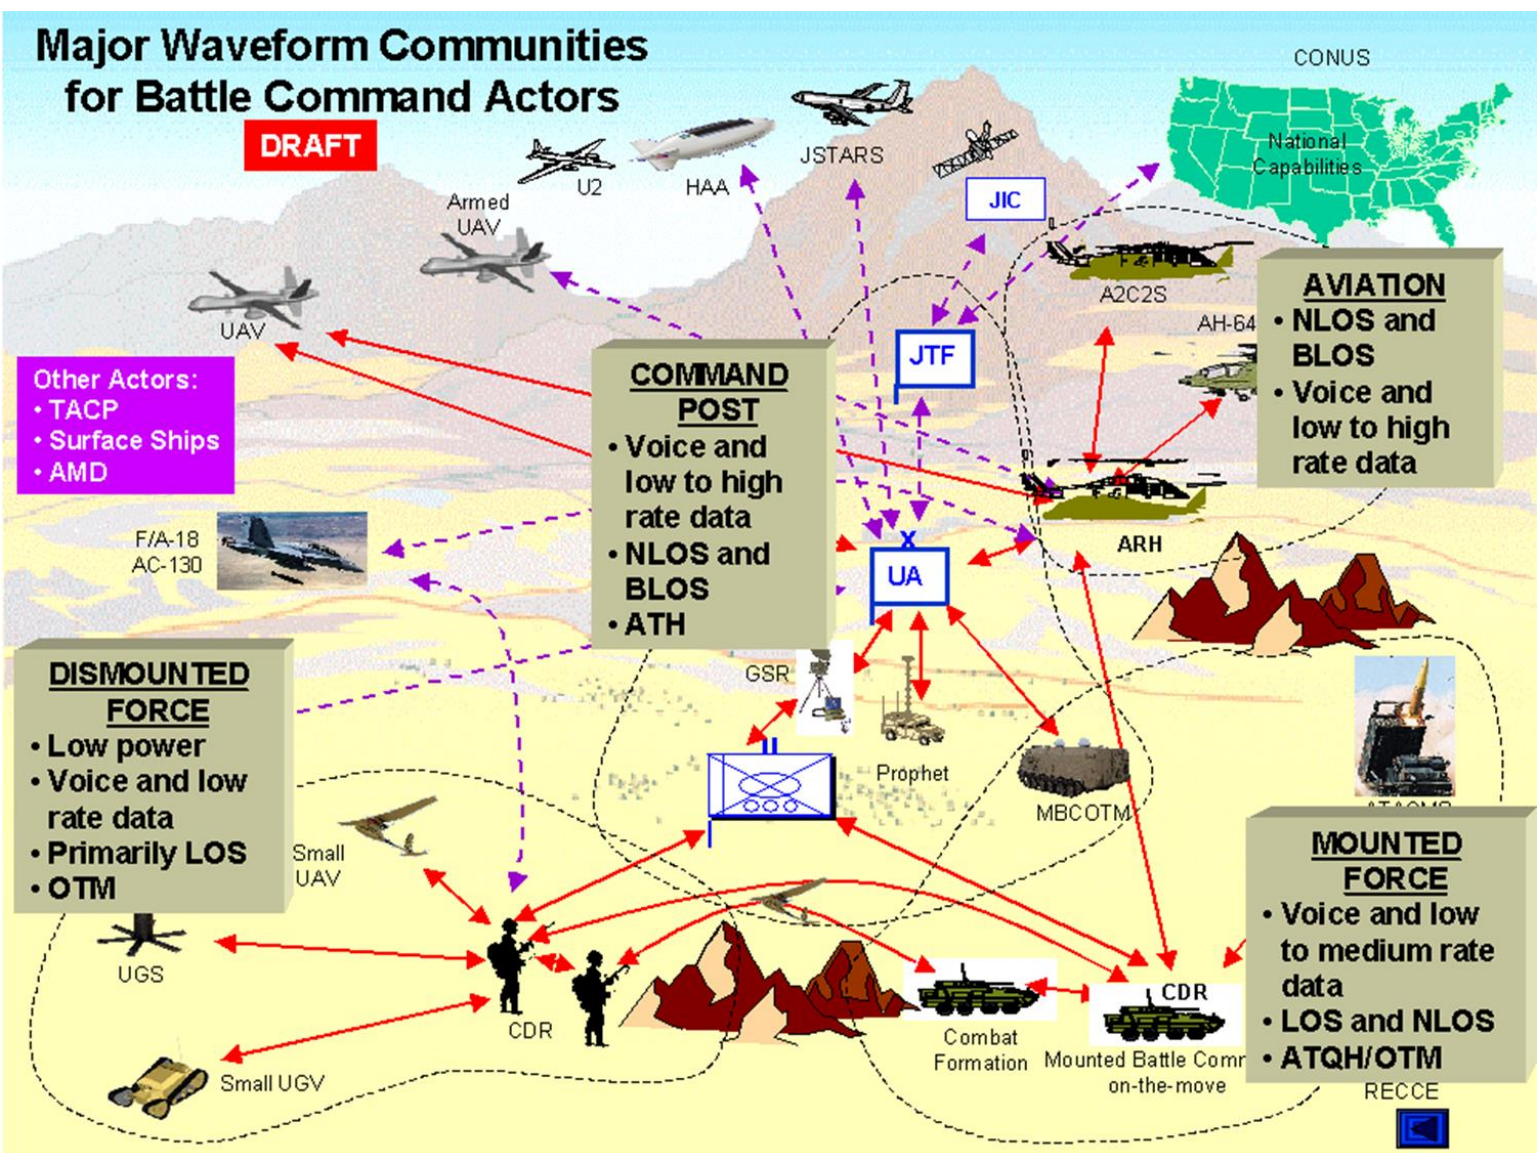 Major Waveform Communities
for Battle Command Actors
DRAFT
CONUS
National
Capabilities
JSTARS
U2
HAA
JIC
Armed
UAV
UAV
A2C2S
AH-64
AVIATION
• NLOS and
BLOS
• Voice and
low to high
rate data
JTF
Other Actors:
• TACP
• Surface Ships
• AMD
COMMAND
POST
• Voice and
low to high
rate data
• NLOS and
BLOS
• ATH
F/A-18
AC-130
ARH
X
UA
DISMOUNTED
FORCE
• Low power
• Voice and low
rate data
• Primarily LOS
• OTM
GSR
Prophet
MBCOTM
Small
UAV
MOUNTED
FORCE
• Voice and low
to medium rate
data
• LOS and NLOS
• ATQH/OTM
UGS
CDR
CDR
Combat
Formation
Mounted Battle Comm
on-the-move
Small UGV
RECCE